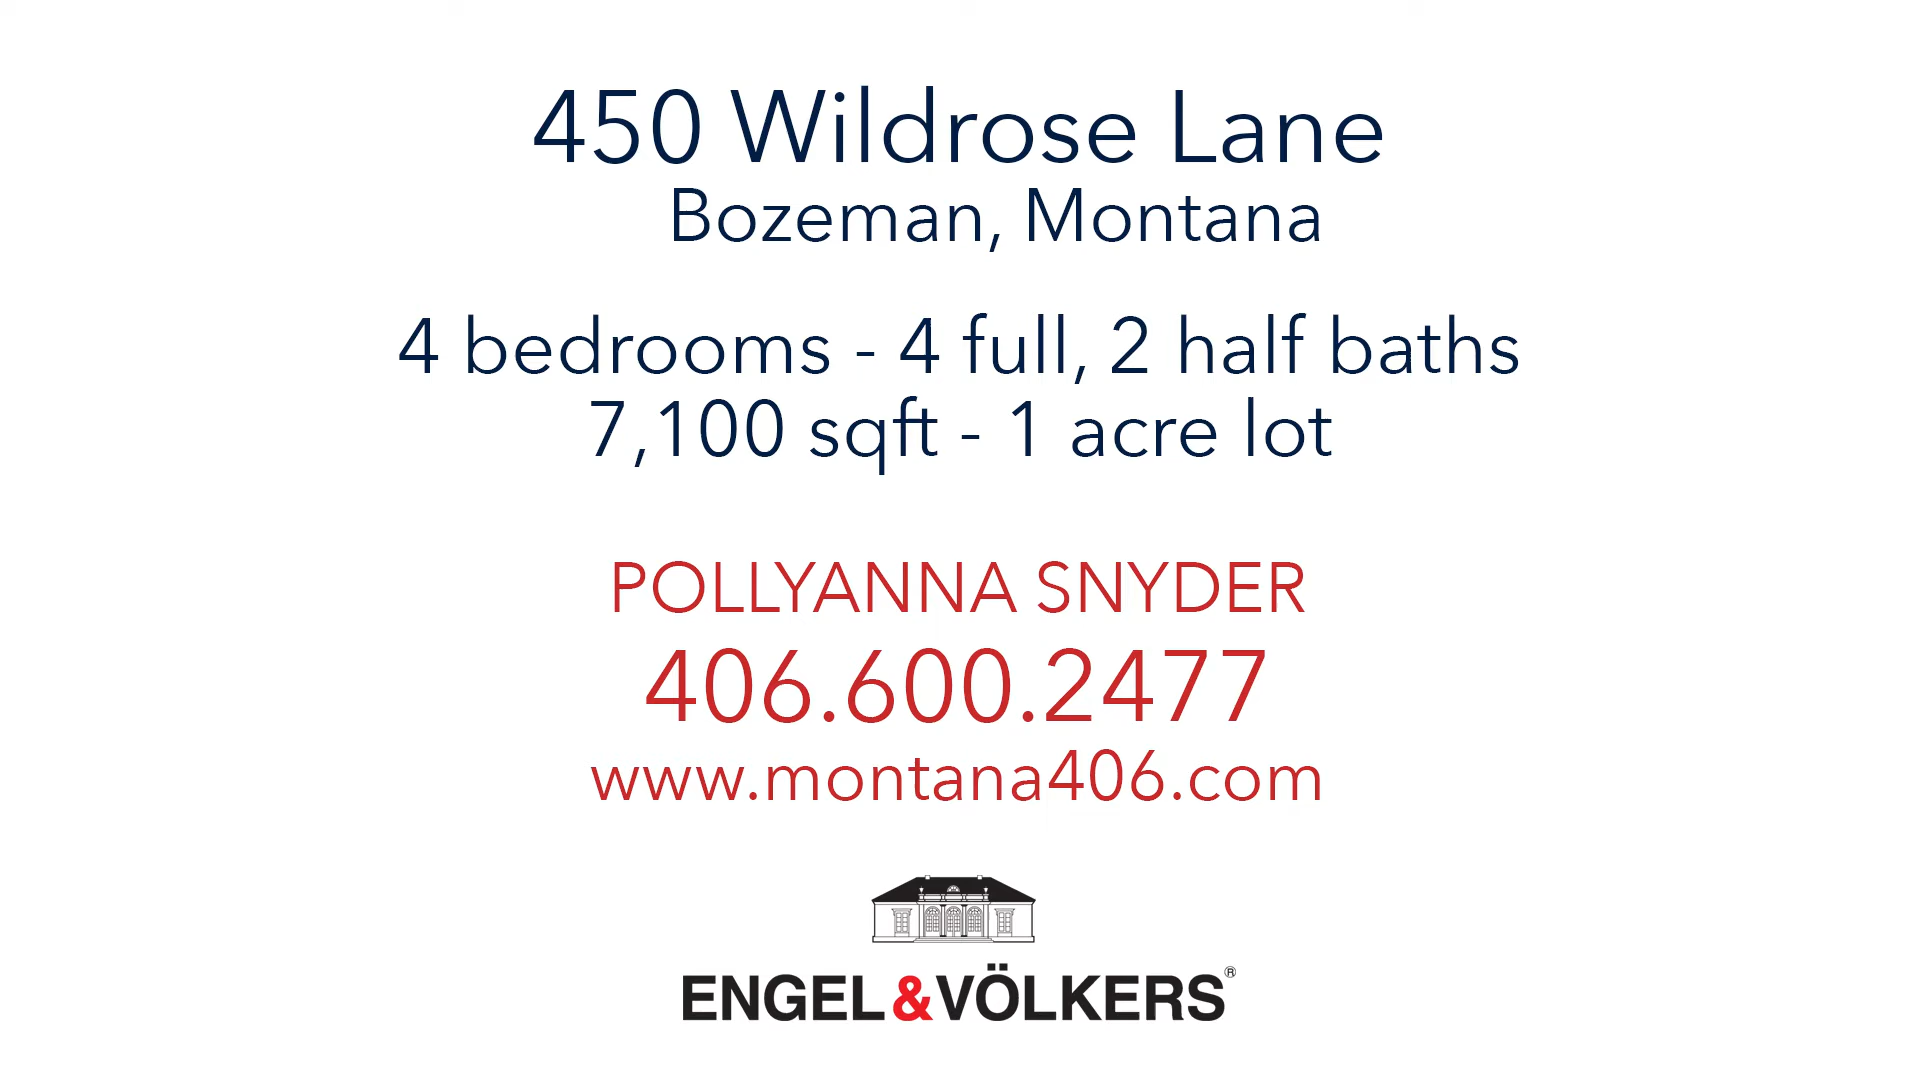 450 Wildrose Lane
Bozeman, Montana
4 bedrooms - 4 full, 2 half baths
7,100 sqft - 1 acre lot
POLLYANNA SNYDER
406.600.2477
www.montana406.com
ENGEL&VÖLKERS®